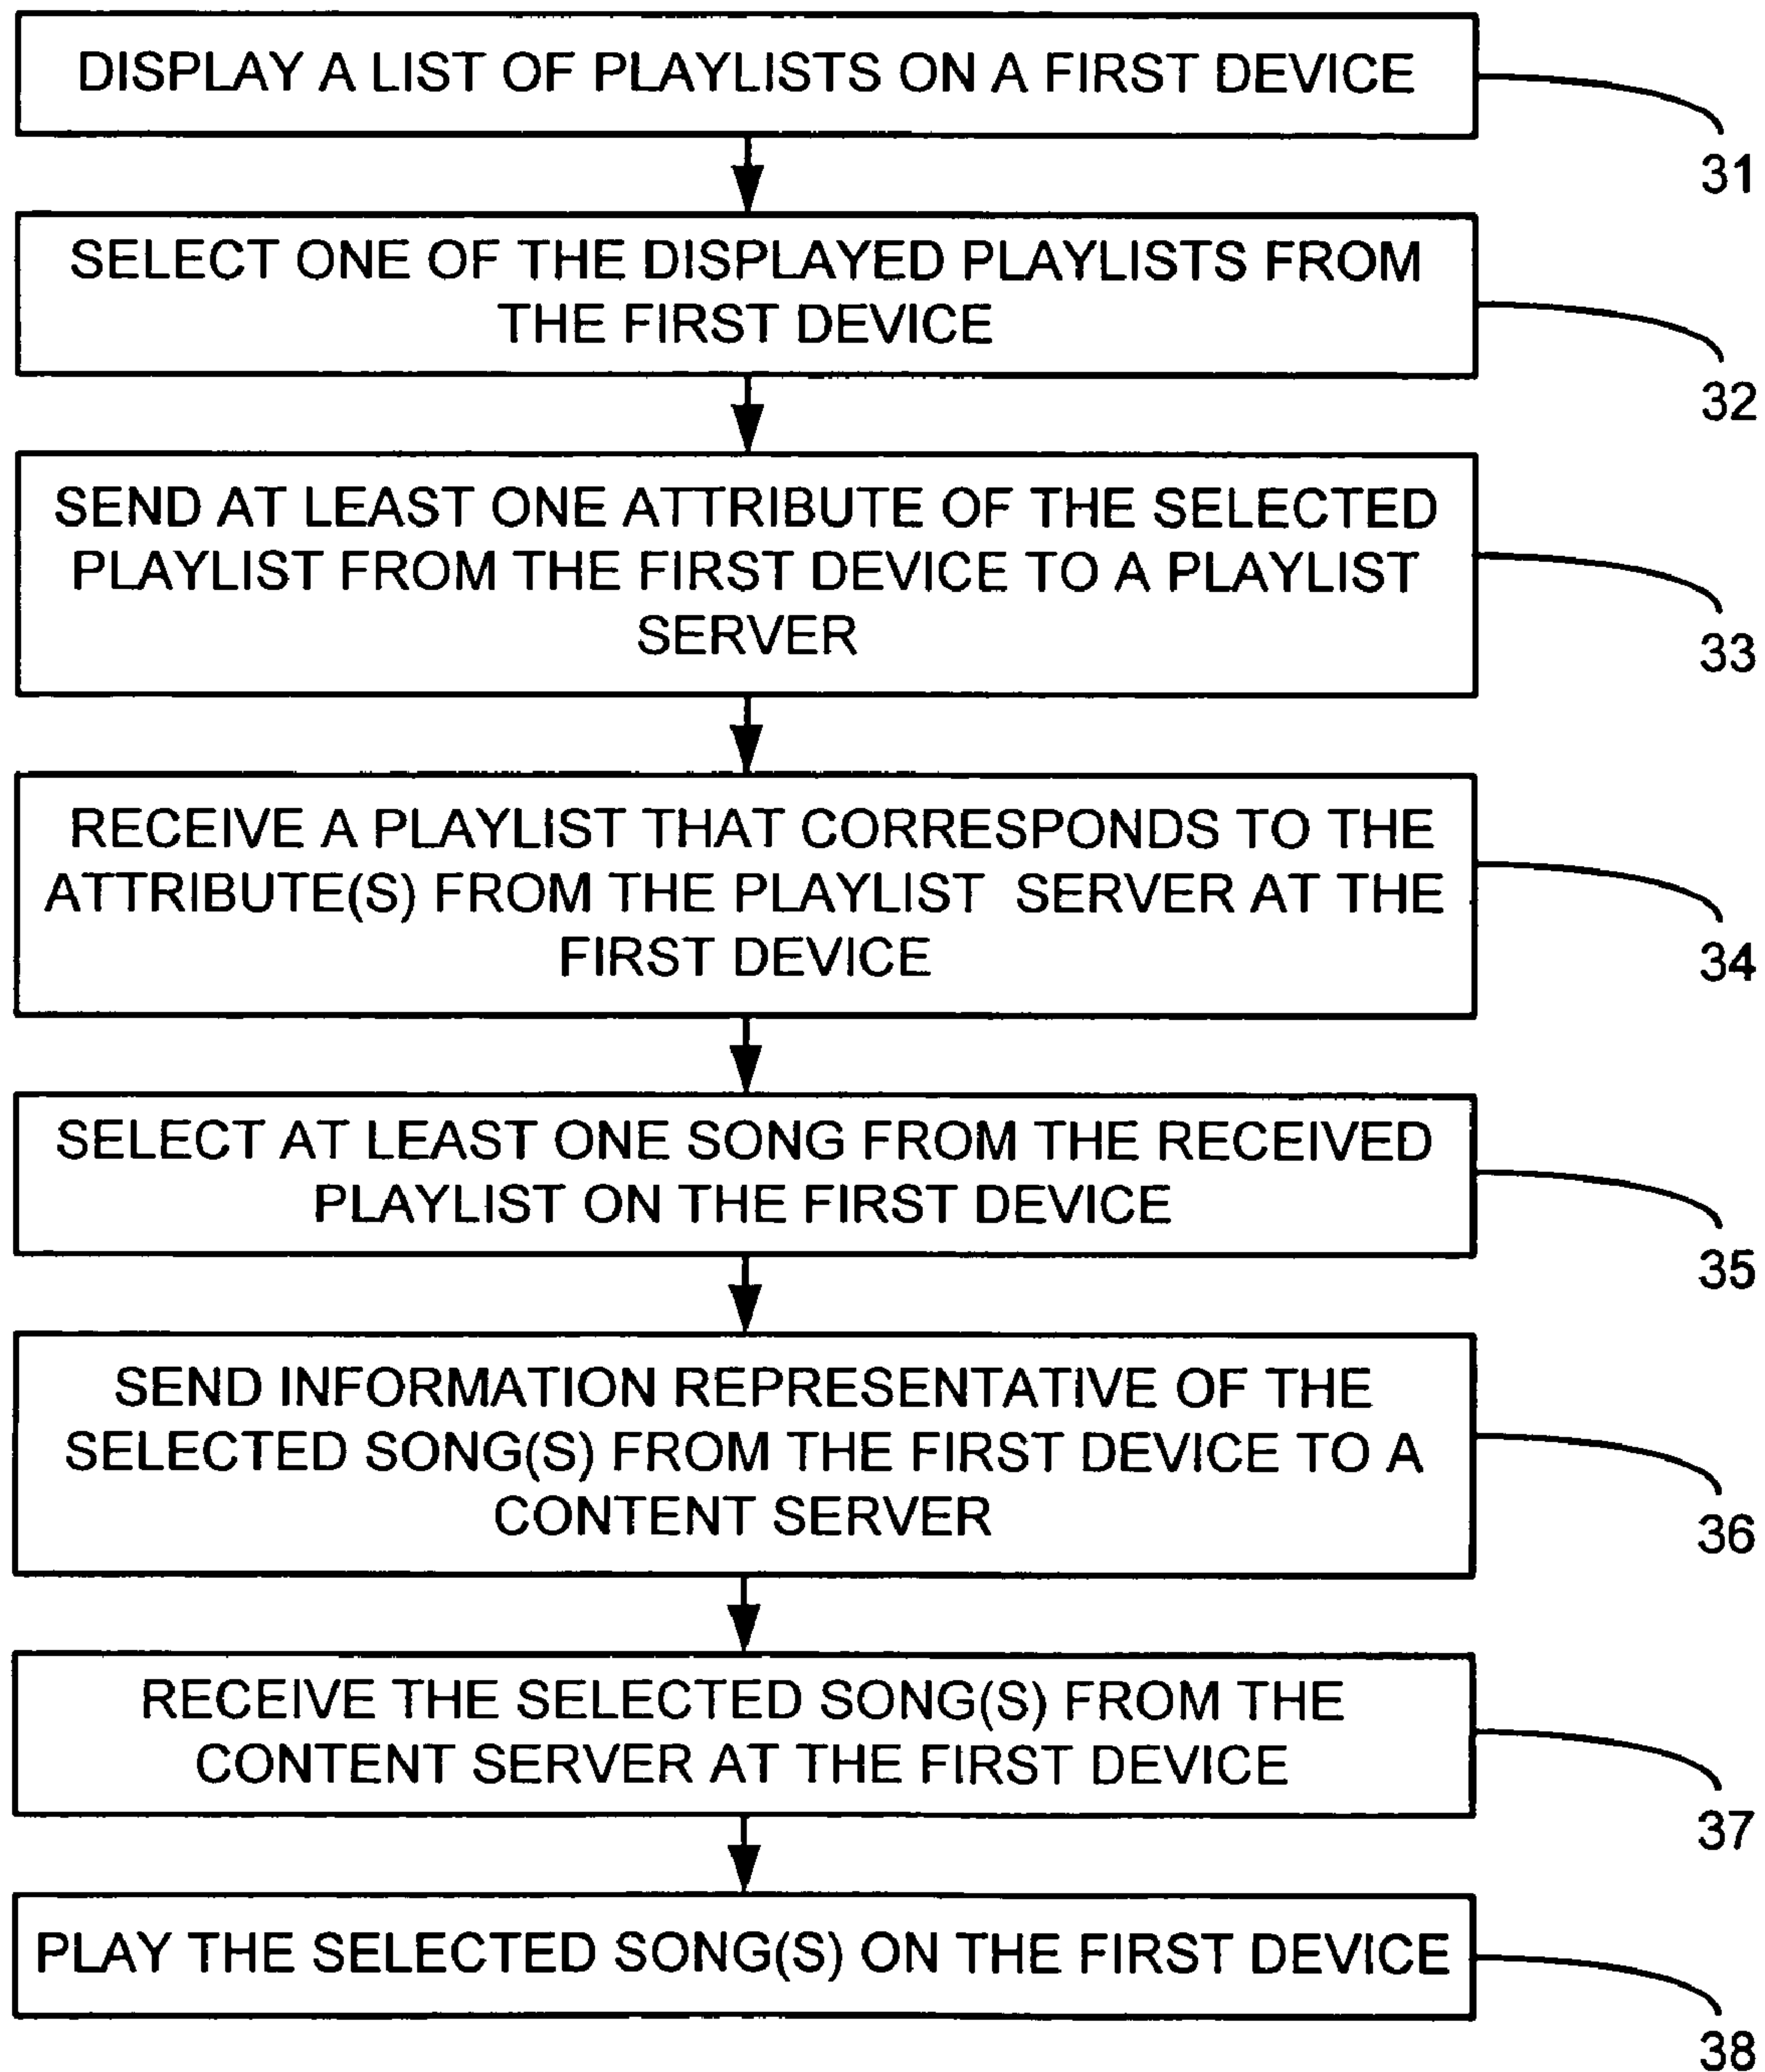 DISPLAY A LIST OF PLAYLISTS ON A FIRST DEVICE
31
SELECT ONE OF THE DISPLAYED PLAYLISTS FROM
THE FIRST DEVICE
32
SEND AT LEAST ONE ATTRIBUTE OF THE SELECTED
PLAYLIST FROM THE FIRST DEVICE TO A PLAYLIST
SERVER
33
RECEIVE A PLAYLIST THAT CORRESPONDS TO THE
ATTRIBUTE(S) FROM THE PLAYLIST SERVER AT THE
FIRST DEVICE
34
SELECT AT LEAST ONE SONG FROM THE RECEIVED
PLAYLIST ON THE FIRST DEVICE
35
SEND INFORMATION REPRESENTATIVE OF THE
SELECTED SONG(S) FROM THE FIRST DEVICE TO A
CONTENT SERVER
36
RECEIVE THE SELECTED SONG(S) FROM THE
CONTENT SERVER AT THE FIRST DEVICE
37
PLAY THE SELECTED SONG(S) ON THE FIRST DEVICE
38